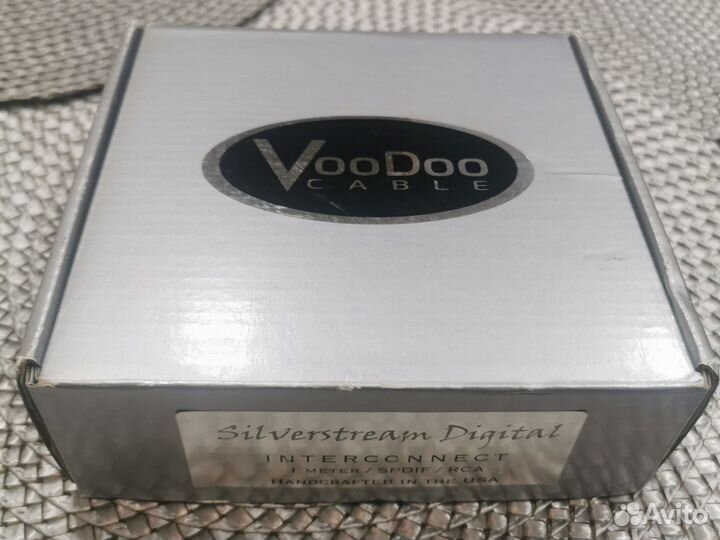 VooDoo
CABLE
Silverstream Digital
INTERCONNECT
1 METER / SPDIF / RCA
HANDCRAFTED IN THE USA
Avito